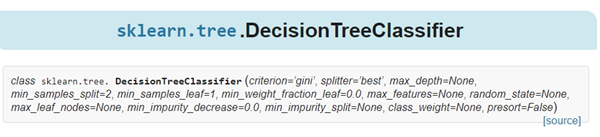 sklearn.tree.DecisionTreeClassifier
class sklearn.tree. DecisionTreeClassifier (criterion='gini', splitter='best', max_depth=None,
min_samples_split=2, min_samples_leaf=1, min_weight_fraction_leaf=0.0, max_features=None, random_state=None,
max_leaf_nodes=None, min_impurity_decrease=0.0, min_impurity_split=None, class_weight=None, presort=False)
[source]